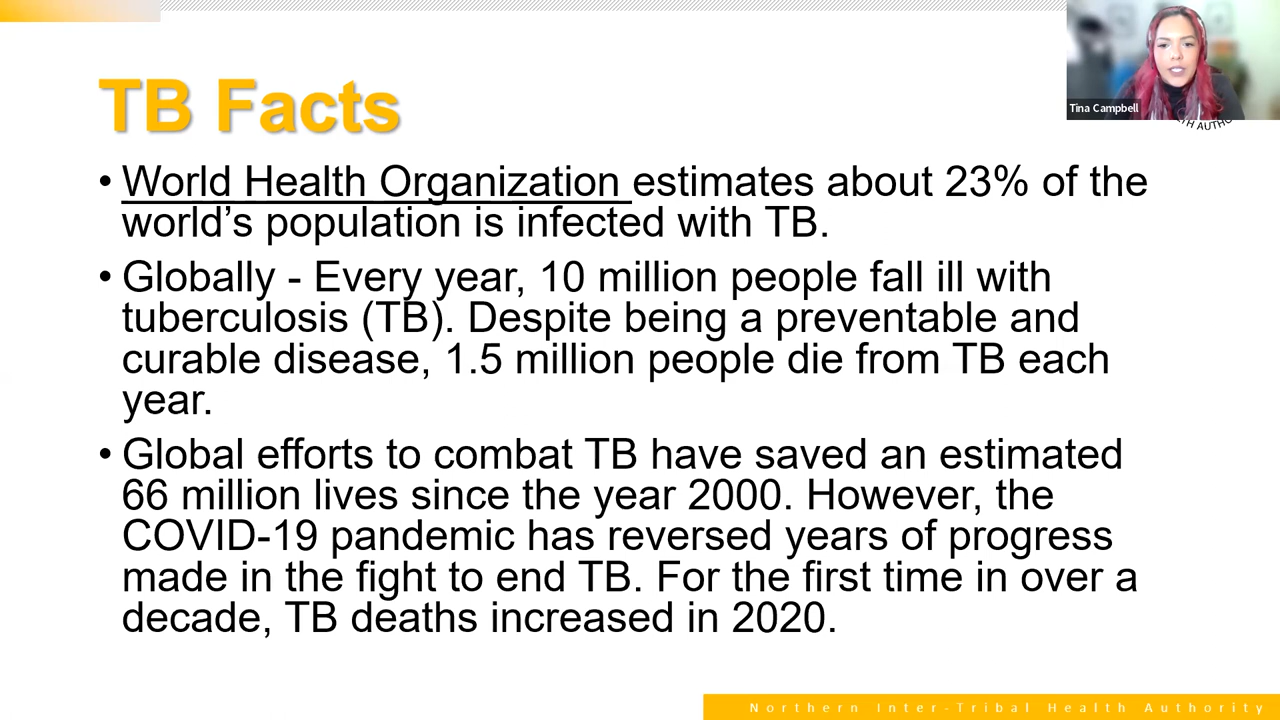 TB Facts
• World Health Organization estimates about 23% of the
world’s population is infected with TB.
• Globally - Every year, 10 million people fall ill with
tuberculosis (TB). Despite being a preventable and
curable disease, 1.5 million people die from TB each
year.
• Global efforts to combat TB have saved an estimated
66 million lives since the year 2000. However, the
COVID-19 pandemic has reversed years of progress
made in the fight to end TB. For the first time in over a
decade, TB deaths increased in 2020.
Tina Campbell
Northern Inter-Tribal Health Authority